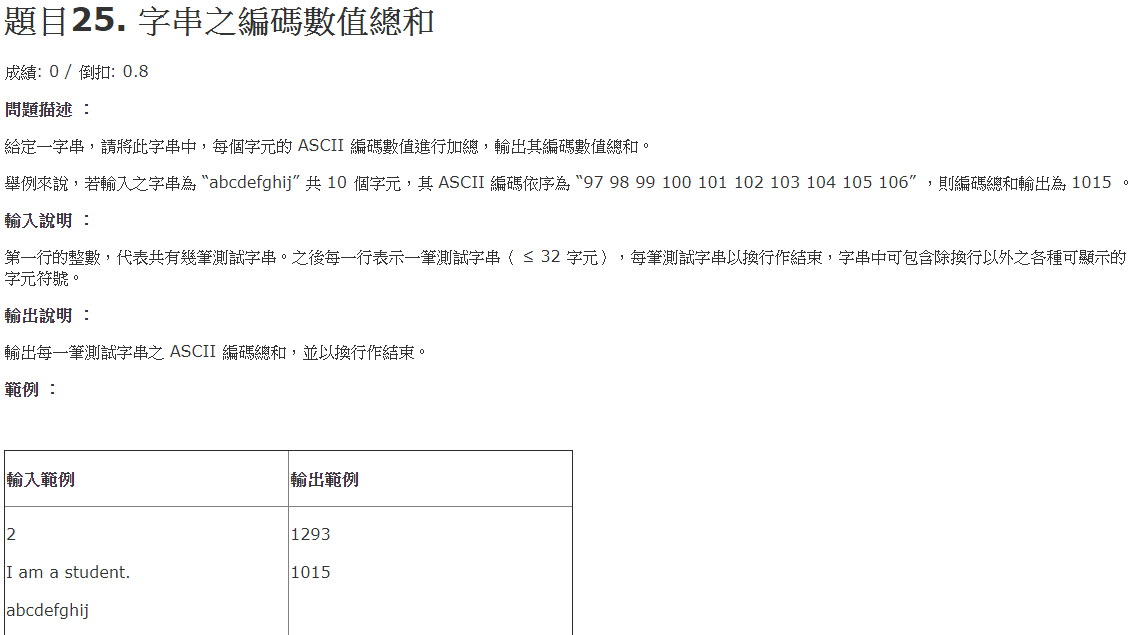 題目25. 字串之編碼數值總和
成績: 0 / 倒扣: 0.8
問題描述 ：
給定一字串，請將此字串中，每個字元的 ASCII 編碼數值進行加總，輸出其編碼數值總和。
舉例來說，若輸入之字串為 “abcdefghij” 共 10 個字元，其 ASCII 編碼依序為 “97 98 99 100 101 102 103 104 105 106” ，則編碼總和輸出為 1015 。
輸入說明 ：
第一行的整數，代表共有幾筆測試字串。之後每一行表示一筆測試字串（ ≤ 32 字元），每筆測試字串以換行作結束，字串中可包含除換行以外之各種可顯示的
字元符號。
輸出說明 ：
輸出每一筆測試字串之 ASCII 編碼總和，並以換行作結束。
範例 ：
輸入範例
輸出範例
2
I am a student.
abcdefghij
1293
1015